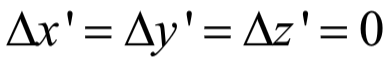 Δx' = Δy' = Δz' = 0